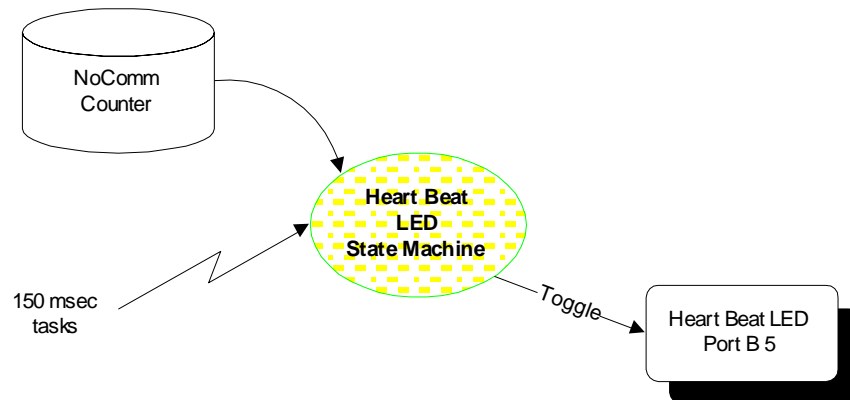 NoComm
Counter
Heart Beat
LED
State Machine
150 msec
tasks
Toggle
Heart Beat LED
Port B 5